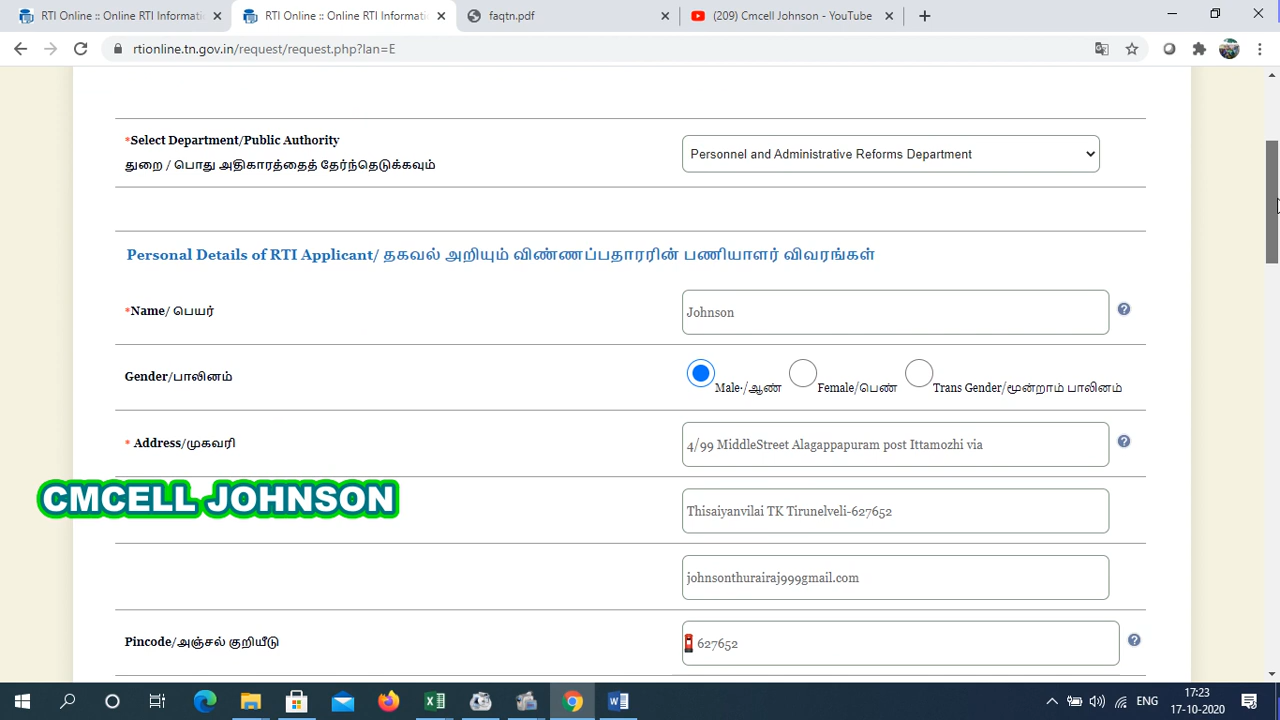 RTI Online :: Online RTI Informati
RTI Online :: Online RTI Informati
faqtn.pdf
(209) Cmcell Johnson - YouTube
rtionline.tn.gov.in/request/request.php?lan=E
*Select Department/Public Authority
துறை / பொது அதிகாரத்தைத் தேர்ந்தெடுக்கவும்
Personnel and Administrative Reforms Department
Personal Details of RTI Applicant/ தகவல் அறியும் விண்ணப்பதாரரின் பணியாளர் விவரங்கள்
*Name/ பெயர்
Johnson
Gender/பாலினம்
Male·/ஆண்
Female/பெண்
Trans Gender/மூன்றாம் பாலினம்
* Address/முகவரி
4/99 MiddleStreet Alagappapuram post Ittamozhi via
CMCELL JOHNSON
Thisaiyanvilai TK Tirunelveli-627652
johnsonthurairaj999gmail.com
Pincode/அஞ்சல் குறியீடு
627652
ENG
17:23
17-10-2020